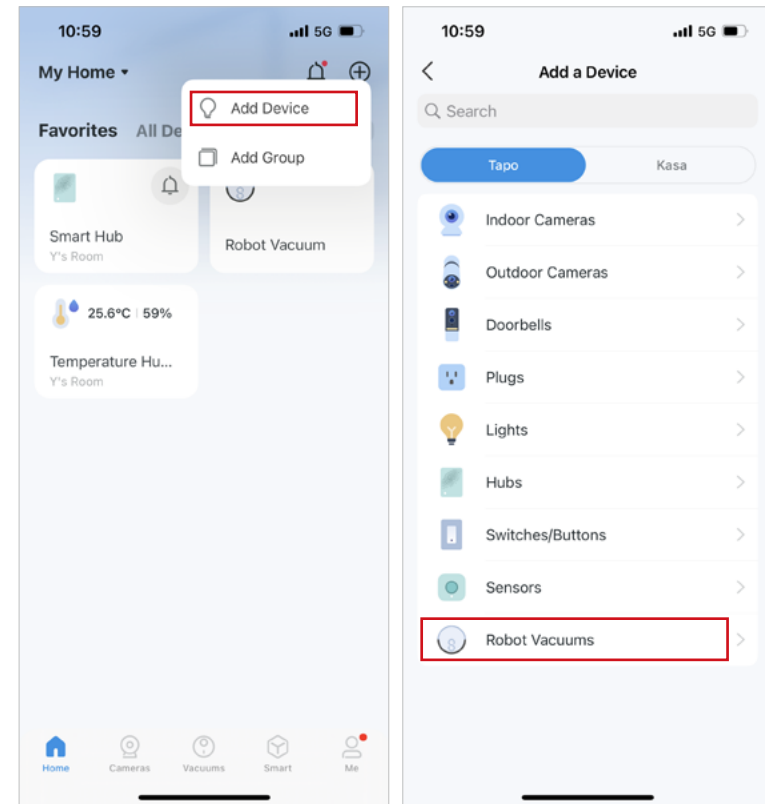 10:59
5G
My Home
Add Device
Favorites All De
Add Group
Smart Hub
Y's Room
Robot Vacuum
25.6°C | 59%
Temperature Hu...
Y's Room
Home
Cameras
Vacuums
Smart
Me
10:59
5G
Add a Device
Search
Tapo
Kasa
Indoor Cameras
Outdoor Cameras
Doorbells
Plugs
Lights
Hubs
Switches/Buttons
Sensors
Robot Vacuums